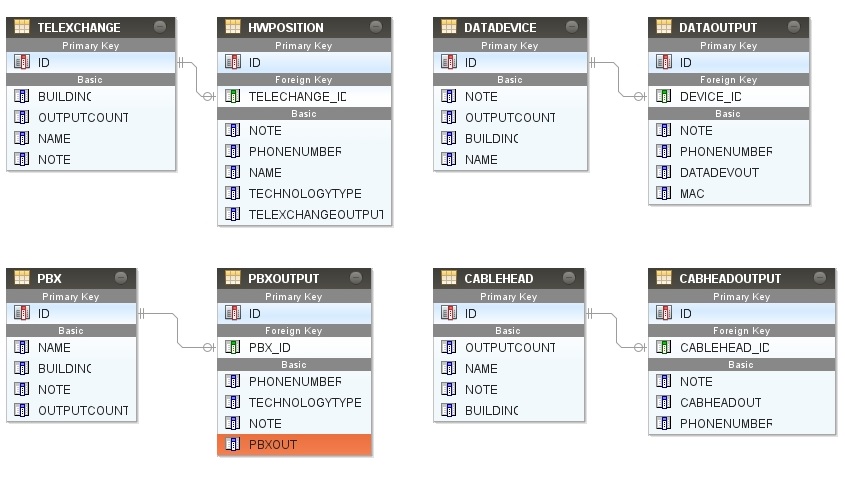 TELEXCHANGE
Primary Key
ID
Basic
BUILDING
OUTPUTCOUNT
NAME
NOTE
HWPOSITION
Primary Key
ID
Foreign Key
TELECHANGE_ID
Basic
NOTE
PHONENUMBER
NAME
TECHNOLOGYTYPE
TELEXCHANGEOUTPUT
DATADEVICE
Primary Key
ID
Basic
NOTE
OUTPUTCOUNT
BUILDING
NAME
DATAOUTPUT
Primary Key
ID
Foreign Key
DEVICE_ID
Basic
NOTE
PHONENUMBER
DATADEVOUT
MAC
PBX
Primary Key
ID
Basic
NAME
BUILDING
NOTE
OUTPUTCOUNT
PBXOUTPUT
Primary Key
ID
Foreign Key
PBX_ID
Basic
PHONENUMBER
TECHNOLOGYTYPE
NOTE
PBXOUT
CABLEHEAD
Primary Key
ID
Basic
OUTPUTCOUNT
NAME
NOTE
BUILDING
CABHEADOUTPUT
Primary Key
ID
Foreign Key
CABLEHEAD_ID
Basic
NOTE
CABHEADOUT
PHONENUMBER